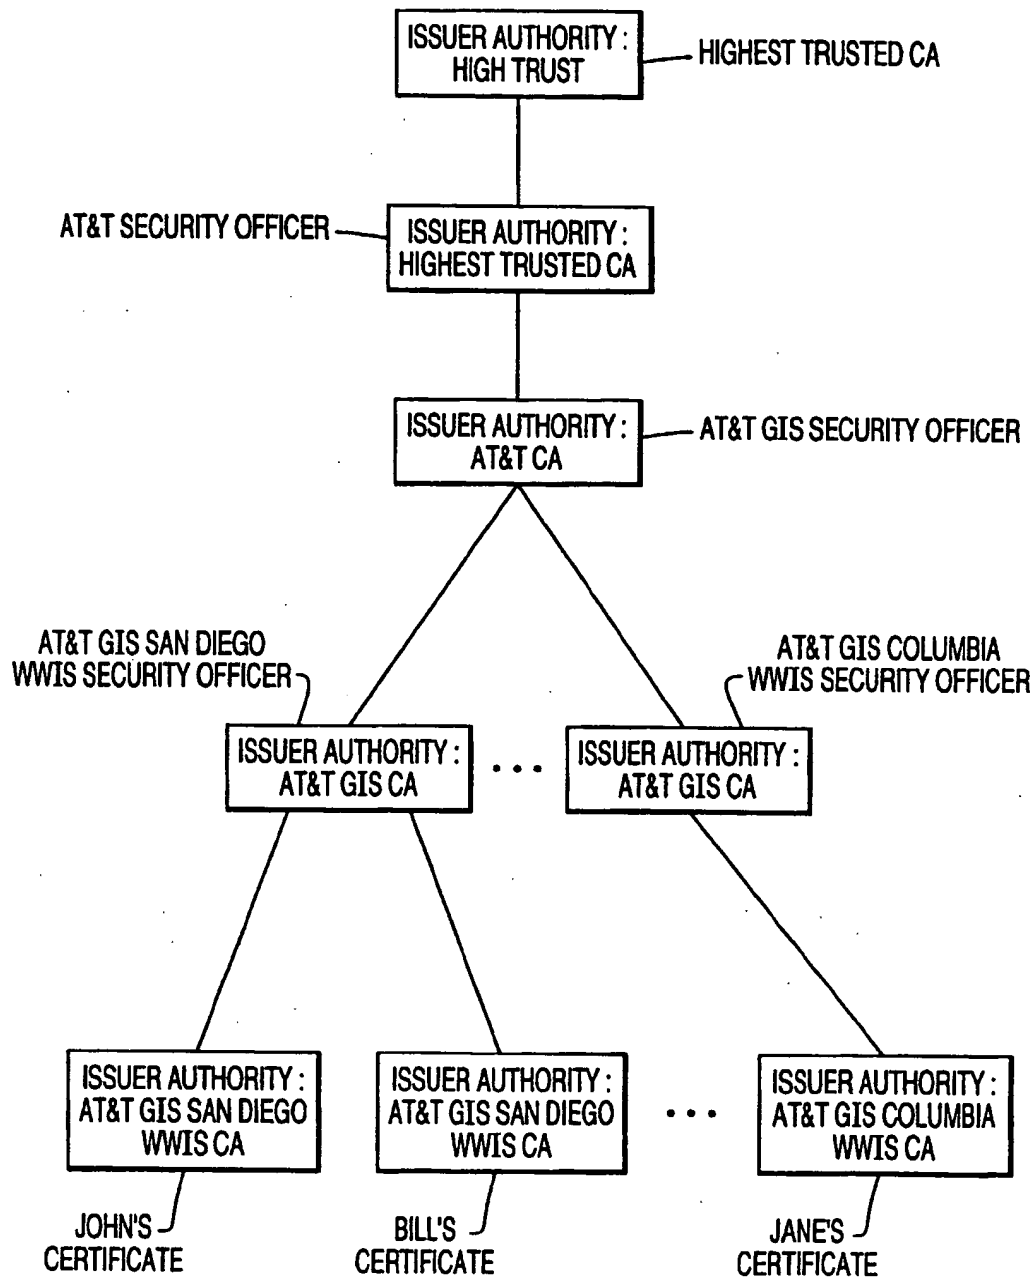 ISSUER AUTHORITY :
HIGH TRUST
HIGHEST TRUSTED CA
AT&T SECURITY OFFICER
ISSUER AUTHORITY :
HIGHEST TRUSTED CA
ISSUER AUTHORITY :
AT&T CA
AT&T GIS SECURITY OFFICER
AT&T GIS SAN DIEGO
WWIS SECURITY OFFICER
AT&T GIS COLUMBIA
WWIS SECURITY OFFICER
ISSUER AUTHORITY :
AT&T GIS CA
• • •
ISSUER AUTHORITY :
AT&T GIS CA
ISSUER AUTHORITY :
AT&T GIS SAN DIEGO
WWIS CA
ISSUER AUTHORITY :
AT&T GIS SAN DIEGO
WWIS CA
• • •
ISSUER AUTHORITY :
AT&T GIS COLUMBIA
WWIS CA
JOHN'S
CERTIFICATE
BILL'S
CERTIFICATE
JANE'S
CERTIFICATE